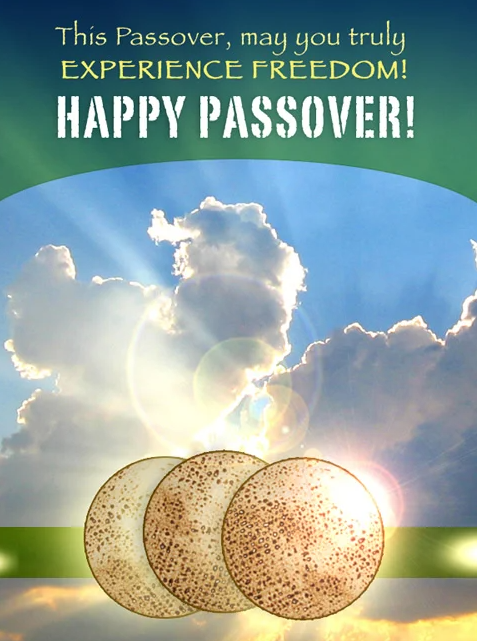 This Passover, may you truly
EXPERIENCE FREEDOM!
HAPPY PASSOVER!